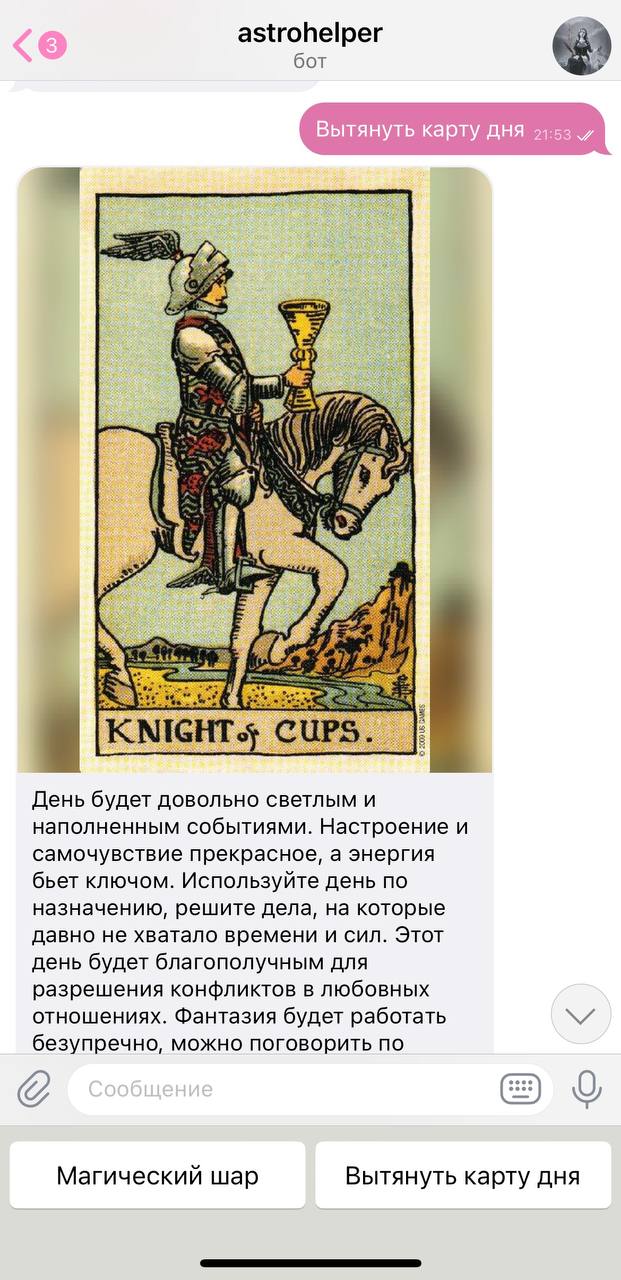 3
astrohelper
бот
Вытянуть карту дня 21:53
KNIGHT of CUPS.
© 2009 US GAMES
День будет довольно светлым и
наполненным событиями. Настроение и
самочувствие прекрасное, а энергия
бьет ключом. Используйте день по
назначению, решите дела, на которые
давно не хватало времени и сил. Этот
день будет благополучным для
разрешения конфликтов в любовных
отношениях. Фантазия будет работать
безупречно, можно поговорить по
Сообщение
Магический шар
Вытянуть карту дня